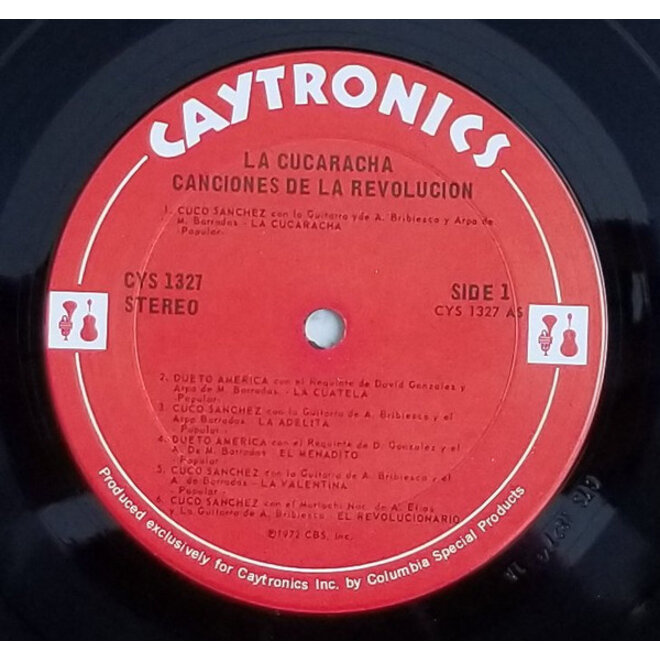 CAYTRONICS
LA CUCARACHA
CANCIONES DE LA REVOLUCION
1. CUCO SANCHEZ con la Guitarra y de A. Bribiesca y Arpa de
M. Barradas - LA CUCARACHA
- Popular -
CYS 1327
STEREO
SIDE 1
CYS 1327 AS
2. DUETO AMERICA con el Requinto de David Gonzalez y
Arpa de M. Barradas - LA CUATELA
- Popular -
3. CUCO SANCHEZ con la Guitarra de A. Bribiesca y el
Arpa Barradas - LA ADELITA
- Popular -
4. DUETO AMERICA con el Requinto de D. Gonzalez y el
A. De M. Barradas - EL MENADITO
- Popular
5. CUCO SANCHEZ con la Guitarra de A. Bribiesca y el
A. de Barradas - LA VALENTINA
- Popular -
6. CUCO SANCHEZ con el Mariachi Nac. de A. Elias
y La Guitarra de A. Bribiesca - EL REVOLUCIONARIO
©1972 CBS, Inc.
Produced exclusively for Caytronics Inc. by Columbia Special Products